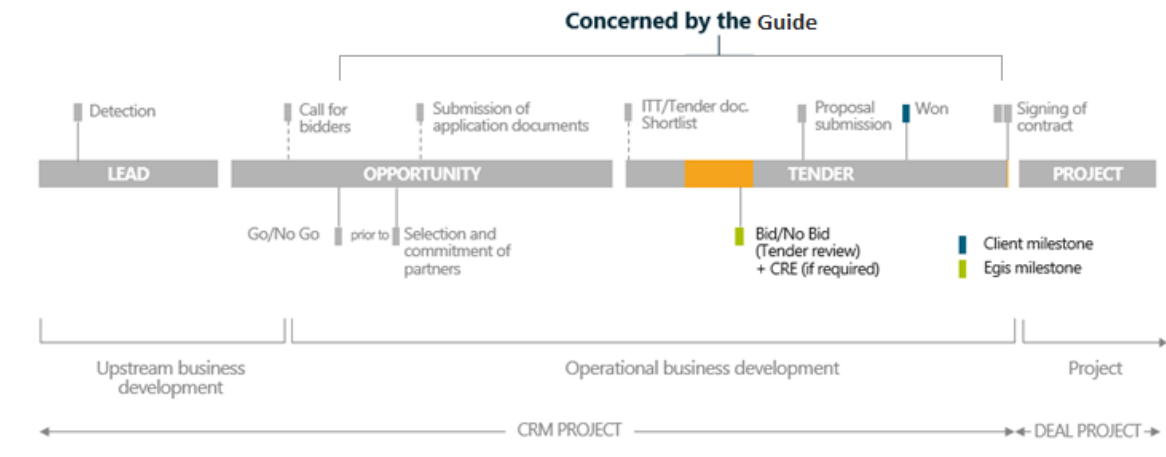 Concerned by the Guide
Detection
Call for
bidders
Submission of
application documents
ITT/Tender doc.
Shortlist
Proposal
submission
Won
Signing of
contract
LEAD
OPPORTUNITY
TENDER
PROJECT
Go/No Go
prior to
Selection and
commitment of
partners
Bid/No Bid
(Tender review)
+ CRE (if required)
Client milestone
Egis milestone
Upstream business
development
Operational business development
Project
CRM PROJECT
DEAL PROJECT